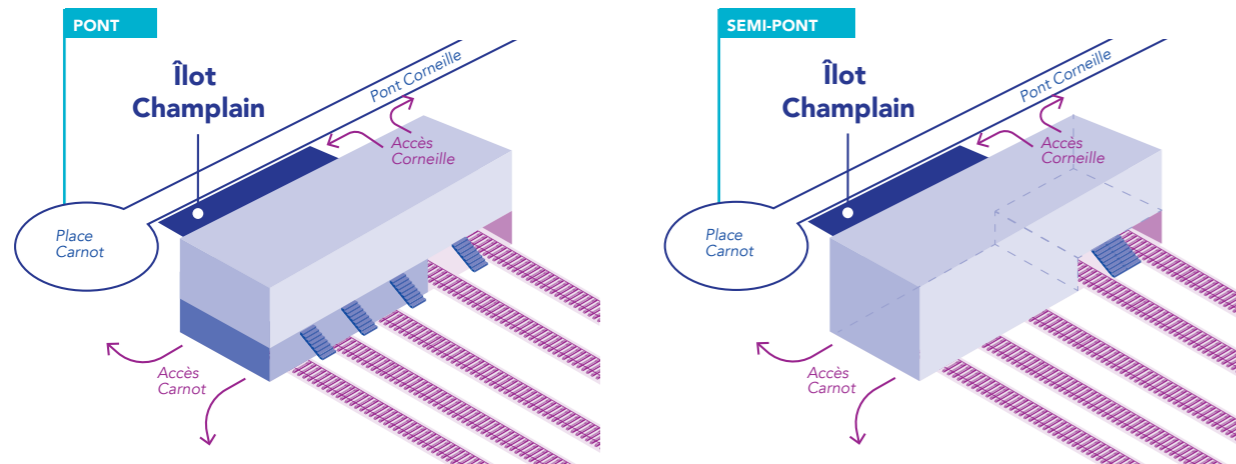 PONT
Îlot
Champlain
Pont Corneille
Accès
Corneille
Place
Carnot
Accès
Carnot
SEMI-PONT
Îlot
Champlain
Pont Corneille
Accès
Corneille
Place
Carnot
Accès
Carnot